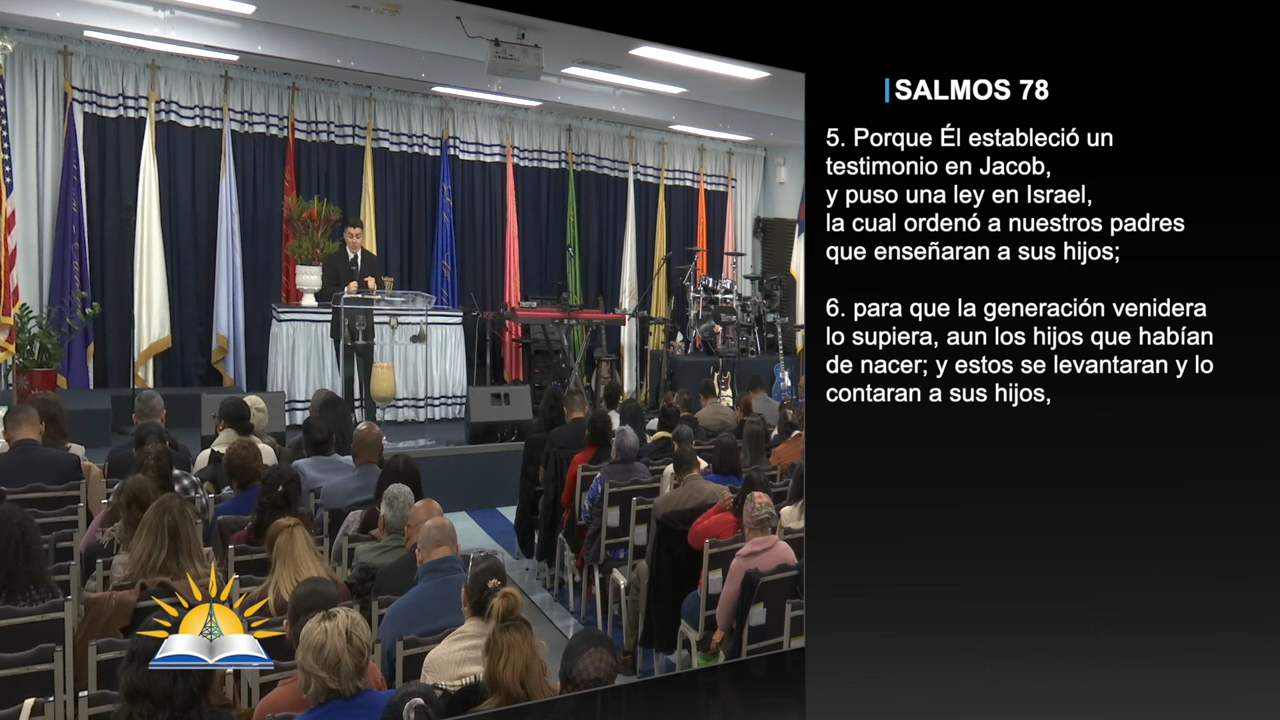 SALMOS 78
5. Porque Él estableció un
testimonio en Jacob,
y puso una ley en Israel,
la cual ordenó a nuestros padres
que enseñaran a sus hijos;
6. para que la generación venidera
lo supiera, aun los hijos que habían
de nacer; y estos se levantaran y lo
contaran a sus hijos,